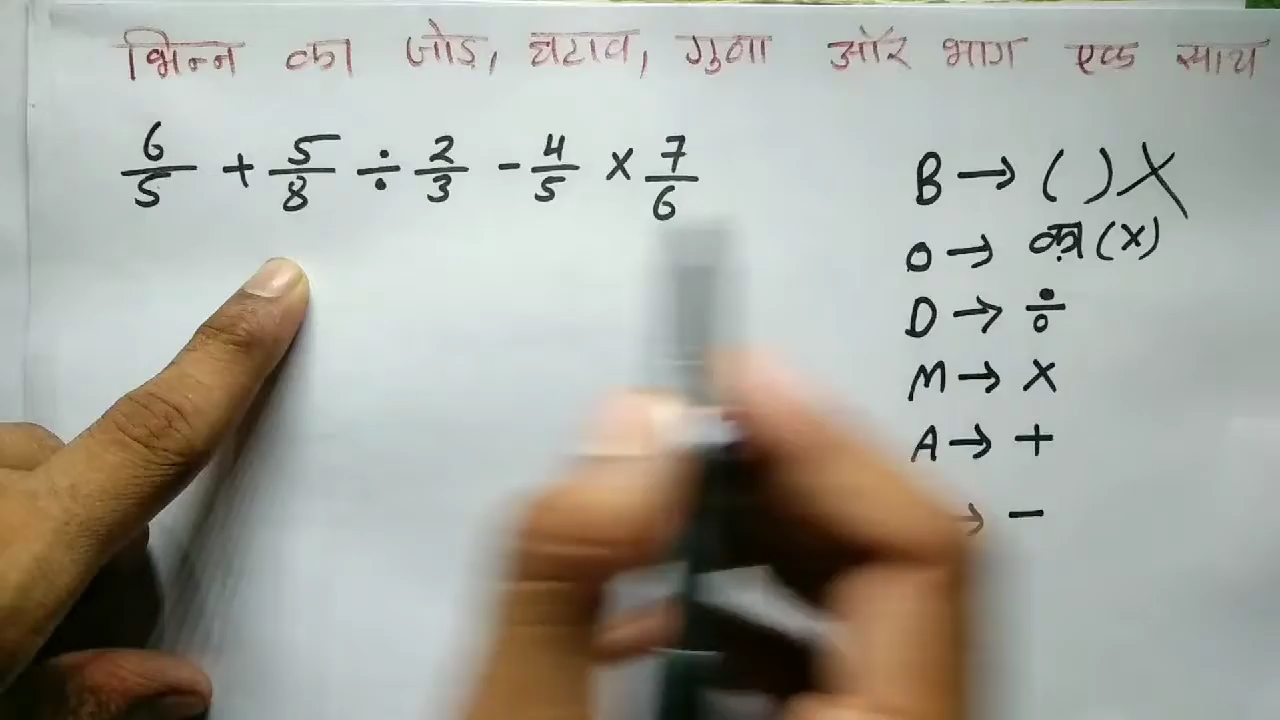 भिन्न का जोड़, घटाव, गुना और भाग एक साथ
6/5 + 5/8 ÷ 2/3 - 4/5 × 7/6
B → ( ) X
O → का (×)
D → ÷
M → ×
A → +
→ -